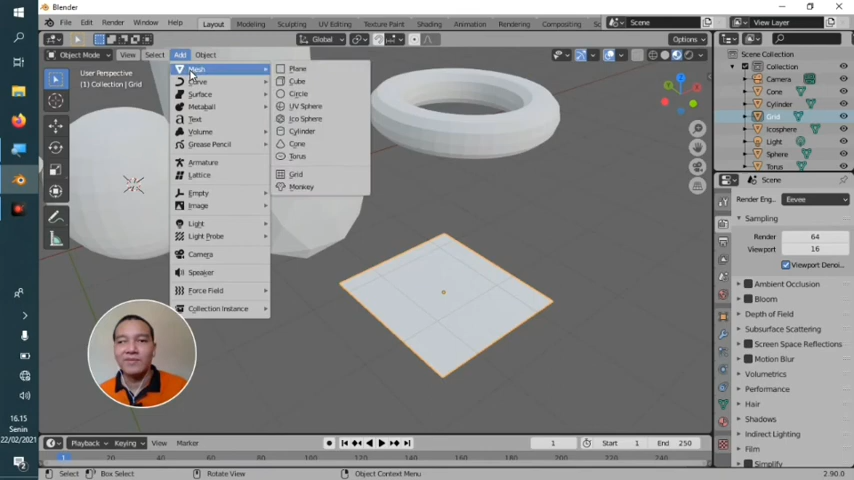 Blender
File Edit Render Window Help Layout Modeling Sculpting UV Editing Texture Paint Shading Animation Rendering Compositing Scene View Layer
Global Options
Object Mode View Select Add Object
User Perspective
(1) Collection | Grid
Mesh
Curve
Surface
Metaball
Text
Volume
Grease Pencil
Armature
Lattice
Empty
Image
Light
Light Probe
Camera
Speaker
Force Field
Collection Instance
Plane
Cube
Circle
UV Sphere
Ico Sphere
Cylinder
Cone
Torus
Grid
Monkey
Scene Collection
Collection
Camera
Cone
Cylinder
Grid
Icosphere
Light
Sphere
Torus
Scene
Render Eng... Eevee
Sampling
Render 64
Viewport 16
Viewport Denoi...
Ambient Occlusion
Bloom
Depth of Field
Subsurface Scattering
Screen Space Reflections
Motion Blur
Volumetrics
Performance
Hair
Shadows
Indirect Lighting
Film
Simplify
16.15
Senin
22/02/2021
2
Playback Keying View Marker 1 Start 1 End 250
1 20 40 60 80 100 120 140 160 180 200 220 240
Select Box Select Rotate View Object Context Menu 2.90.0